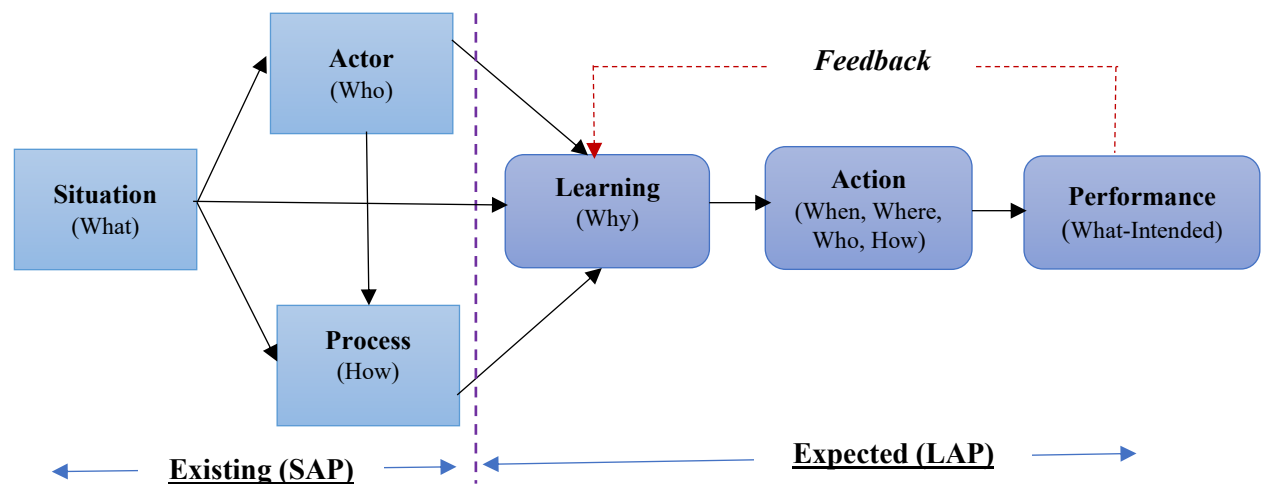 Actor
(Who)
Feedback
Situation
(What)
Learning
(Why)
Action
(When, Where,
Who, How)
Performance
(What-Intended)
Process
(How)
Existing (SAP)
Expected (LAP)